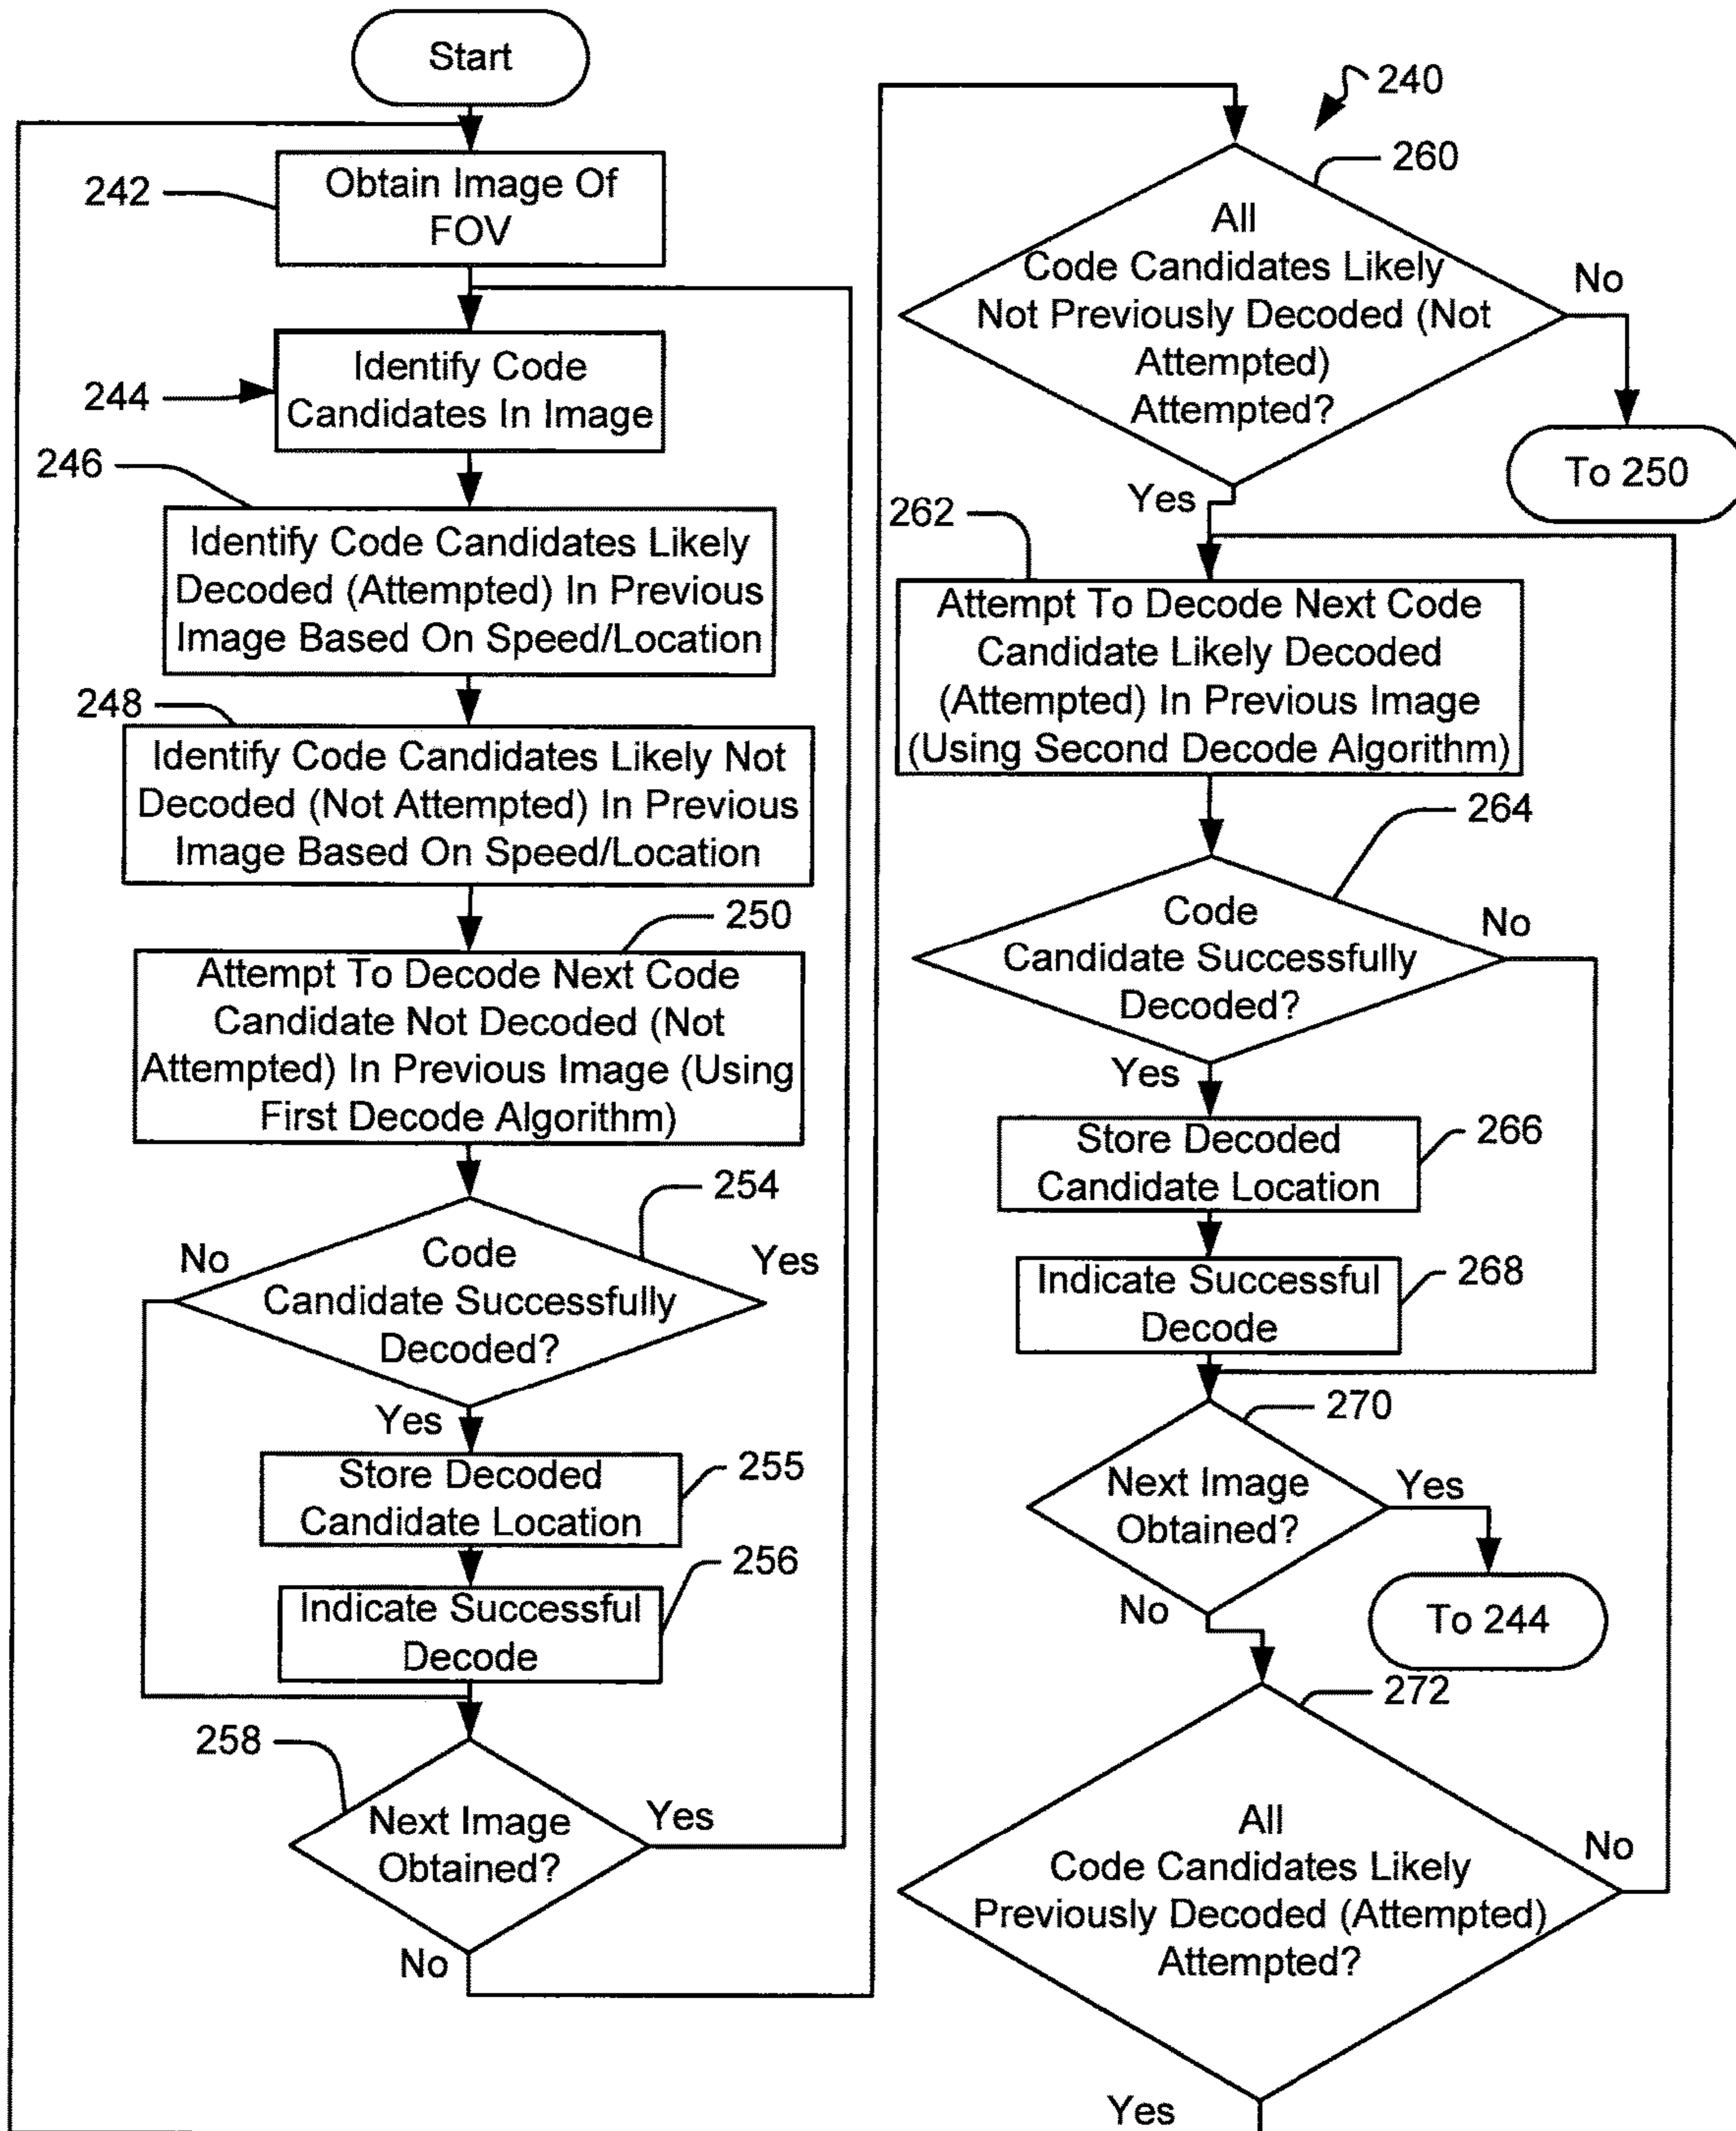 Start
242
Obtain Image Of
FOV
244
Identify Code
Candidates In Image
246
Identify Code Candidates Likely
Decoded (Attempted) In Previous
Image Based On Speed/Location
248
Identify Code Candidates Likely Not
Decoded (Not Attempted) In Previous
Image Based On Speed/Location
250
Attempt To Decode Next Code
Candidate Not Decoded (Not
Attempted) In Previous Image (Using
First Decode Algorithm)
254
No
Code
Candidate Successfully
Decoded?
Yes
Yes
Store Decoded
Candidate Location
255
Indicate Successful
Decode
256
258
Next Image
Obtained?
Yes
No
240
260
All
Code Candidates Likely
Not Previously Decoded (Not
Attempted)
Attempted?
No
To 250
Yes
262
Attempt To Decode Next Code
Candidate Likely Decoded
(Attempted) In Previous Image
(Using Second Decode Algorithm)
264
Code
Candidate Successfully
Decoded?
No
Yes
Store Decoded
Candidate Location
266
Indicate Successful
Decode
268
270
Next Image
Obtained?
Yes
To 244
No
272
All
Code Candidates Likely
Previously Decoded (Attempted)
Attempted?
No
Yes